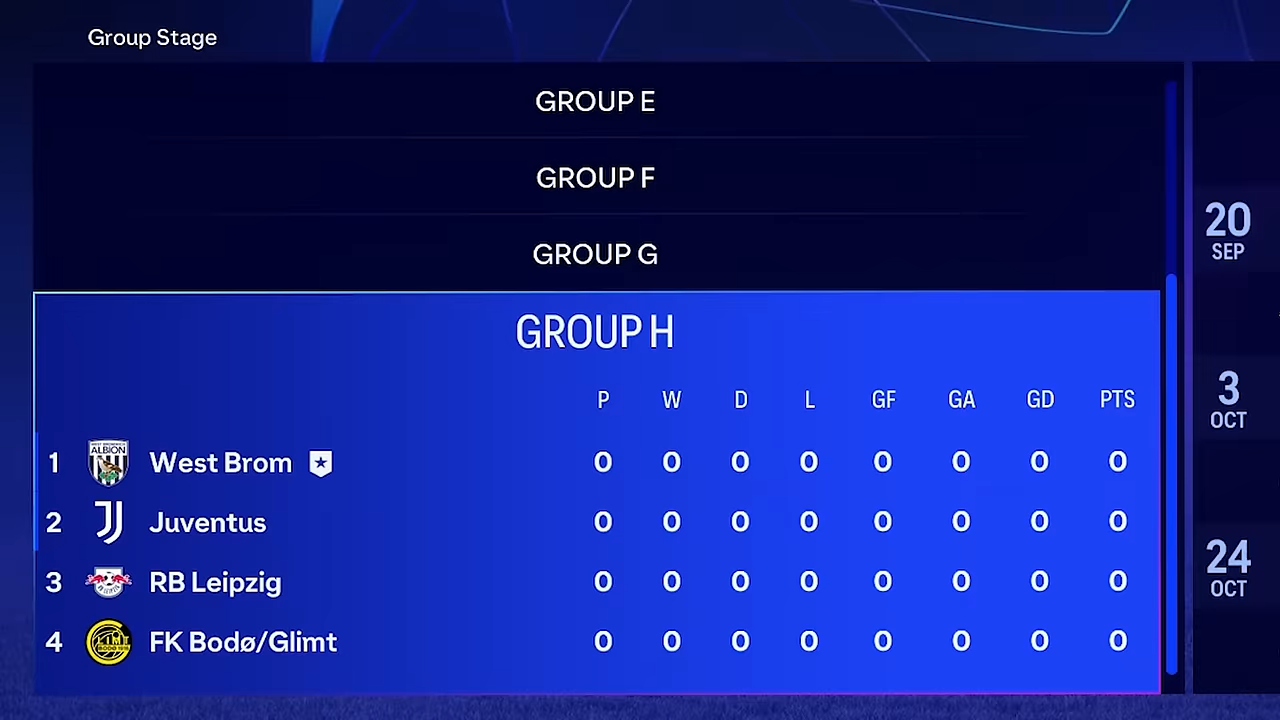 Group Stage
GROUP E
GROUP F
GROUP G
GROUP H
P W D L GF GA GD PTS
1 ALBION West Brom 0 0 0 0 0 0 0 0
2 Juventus 0 0 0 0 0 0 0 0
3 RB Leipzig 0 0 0 0 0 0 0 0
4 FK Bodø/Glimt 0 0 0 0 0 0 0 0
20
SEP
3
OCT
24
OCT